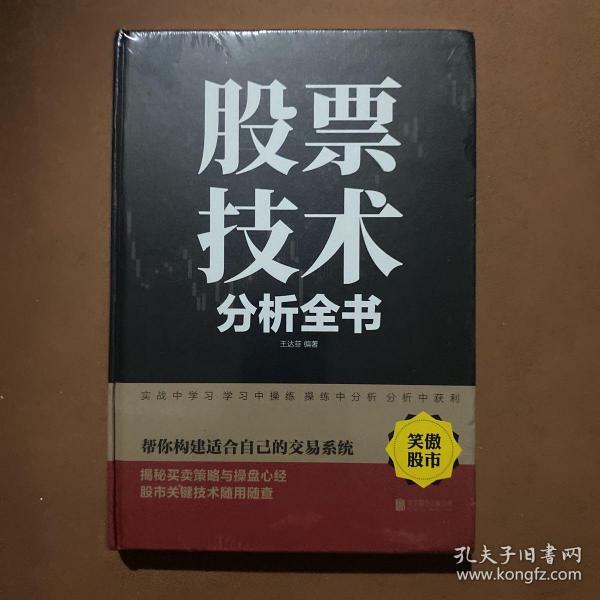 股票
技术
分析全书
王达菲 编著
实战中学习 学习中操练 操练中分析 分析中获利
帮你构建适合自己的交易系统
笑傲
股市
揭秘买卖策略与操盘心经
股市关键技术随用随查
孔夫子旧书网
www.kongfz.com